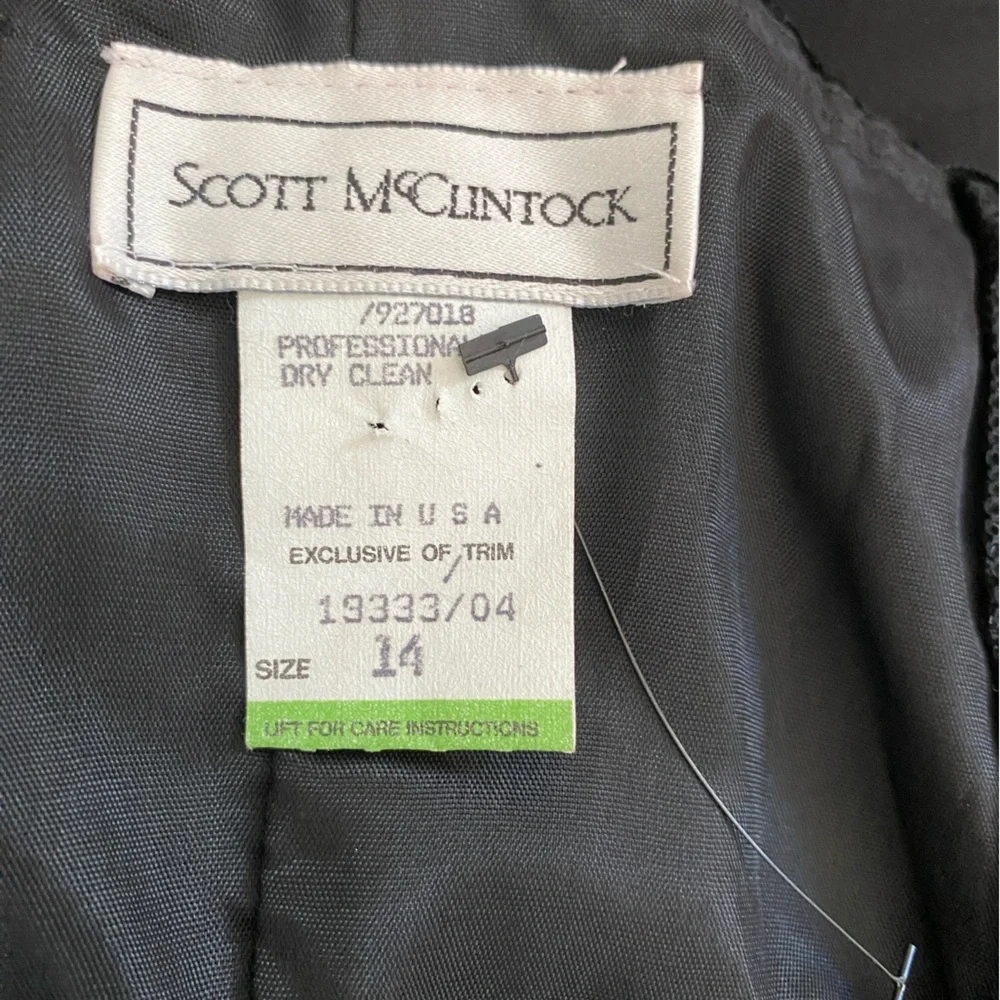 SCOTT McCLINTOCK
/927018
PROFESSIONAL
DRY CLEAN
MADE IN U S A
EXCLUSIVE OF TRIM
19333/04
SIZE 14
LIFT FOR CARE INSTRUCTIONS